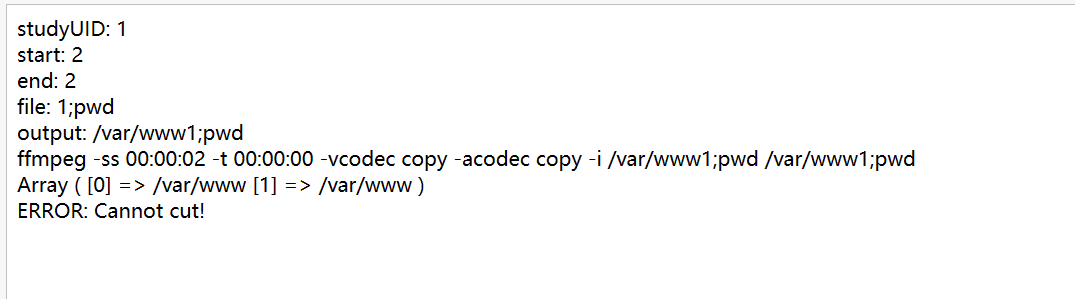 studyUID: 1
start: 2
end: 2
file: 1;pwd
output: /var/www1;pwd
ffmpeg -ss 00:00:02 -t 00:00:00 -vcodec copy -acodec copy -i /var/www1;pwd /var/www1;pwd
Array ( [0] => /var/www [1] => /var/www )
ERROR: Cannot cut!